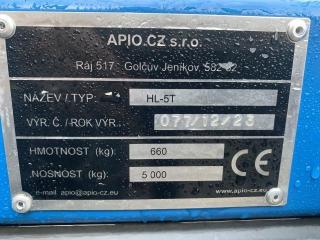 APIO.CZ s.r.o.
Ráj 517 Golčův Jeníkov, 582 82
NÁZEV / TYP: HL-5T
VÝR. Č. / ROK VÝR.: 077/12/23
HMOTNOST (kg): 660
NOSNOST (kg): 5 000
CE
e-mail: apio@apio-cz.eu www.apio-cz.eu